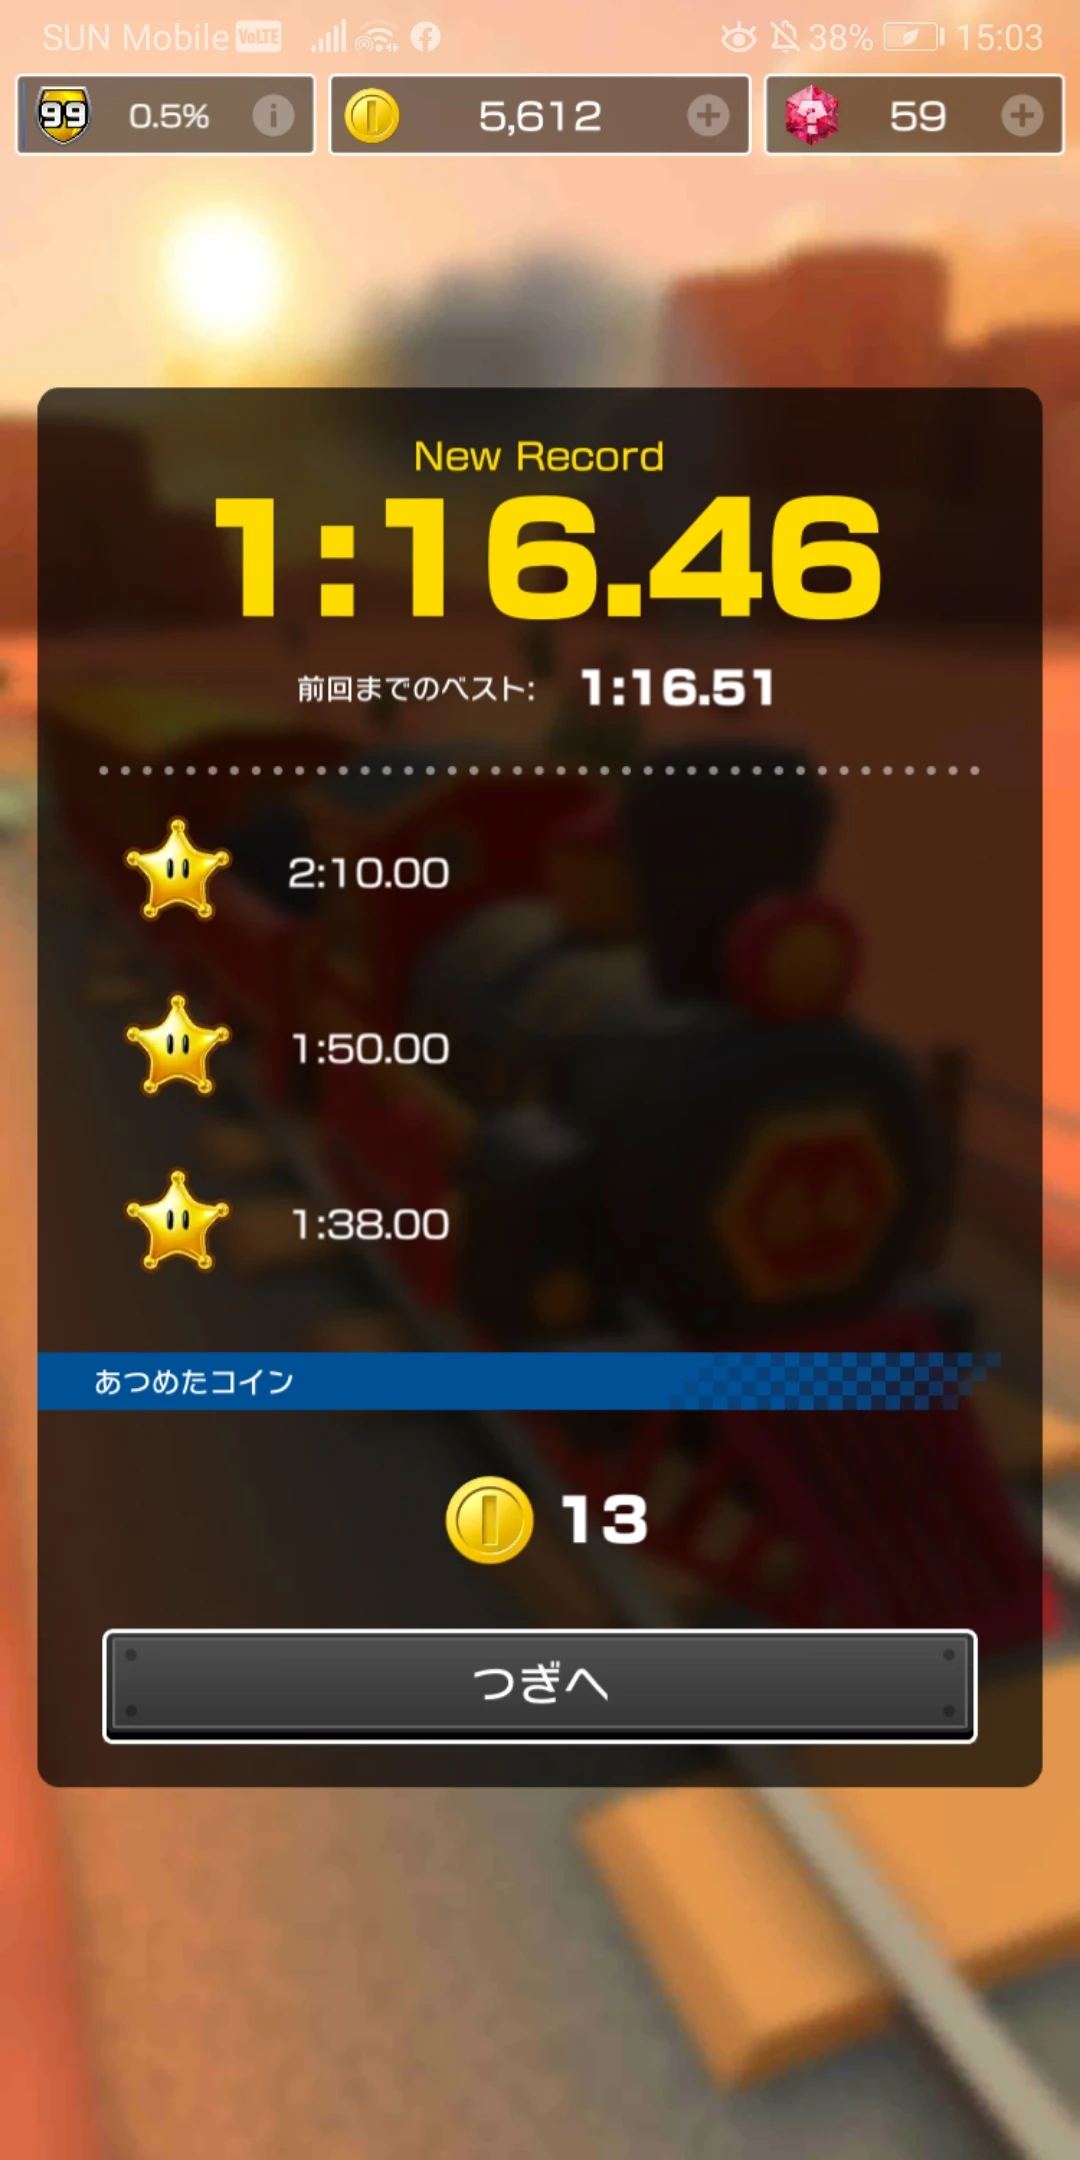 SUN Mobile VoLTE 38% 15:03
99 0.5% i 5,612 + ? 59 +
New Record
1:16.46
前回までのベスト: 1:16.51
2:10.00
1:50.00
1:38.00
あつめたコイン
13
つぎへ